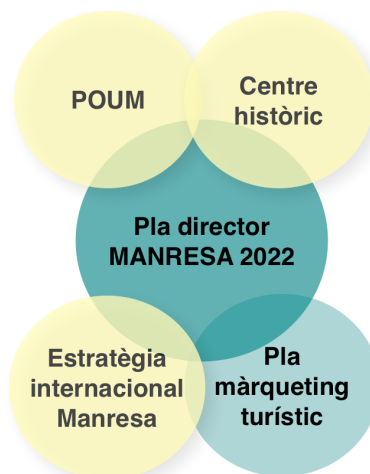 POUM
Centre
històric
Pla director
MANRESA 2022
Estratègia
internacional
Manresa
Pla
màrqueting
turístic